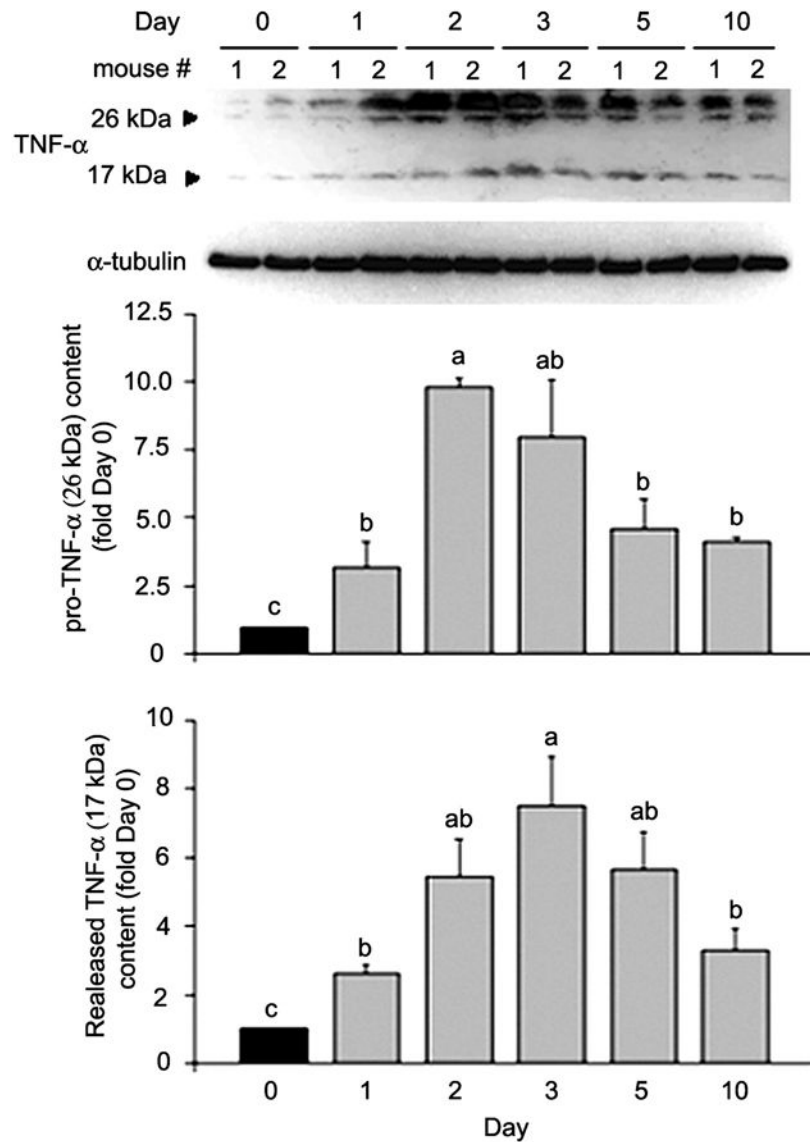 Day 0 1 2 3 5 10
mouse # 1 2 1 2 1 2 1 2 1 2 1 2
26 kDa
TNF-α
17 kDa
α-tubulin
pro-TNF-α (26 kDa) content
(fold Day 0)
12.5
10.0
7.5
5.0
2.5
0
c
b
a
ab
b
b
Realeased TNF-α (17 kDa)
content (fold Day 0)
10
8
6
4
2
0
c
b
ab
a
ab
b
0 1 2 3 5 10
Day